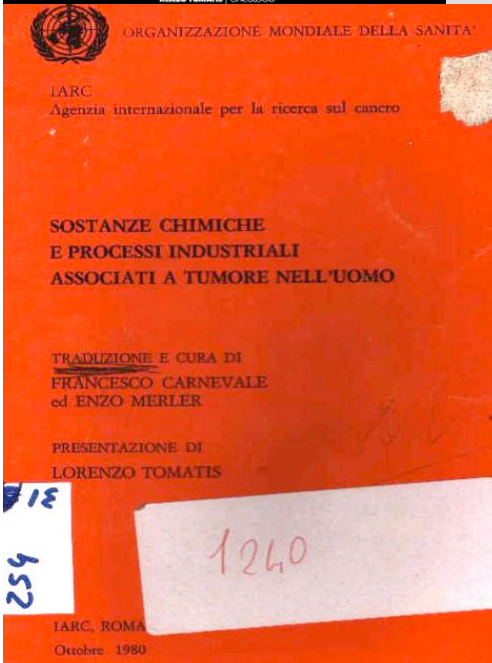 ORGANIZZAZIONE MONDIALE DELLA SANITA'
IARC
Agenzia internazionale per la ricerca sul cancro
SOSTANZE CHIMICHE
E PROCESSI INDUSTRIALI
ASSOCIATI A TUMORE NELL'UOMO
TRADUZIONE E CURA DI
FRANCESCO CARNEVALE
ed ENZO MERLER
PRESENTAZIONE DI
LORENZO TOMATIS
1240
254
IARC, ROMA
Ottobre 1980